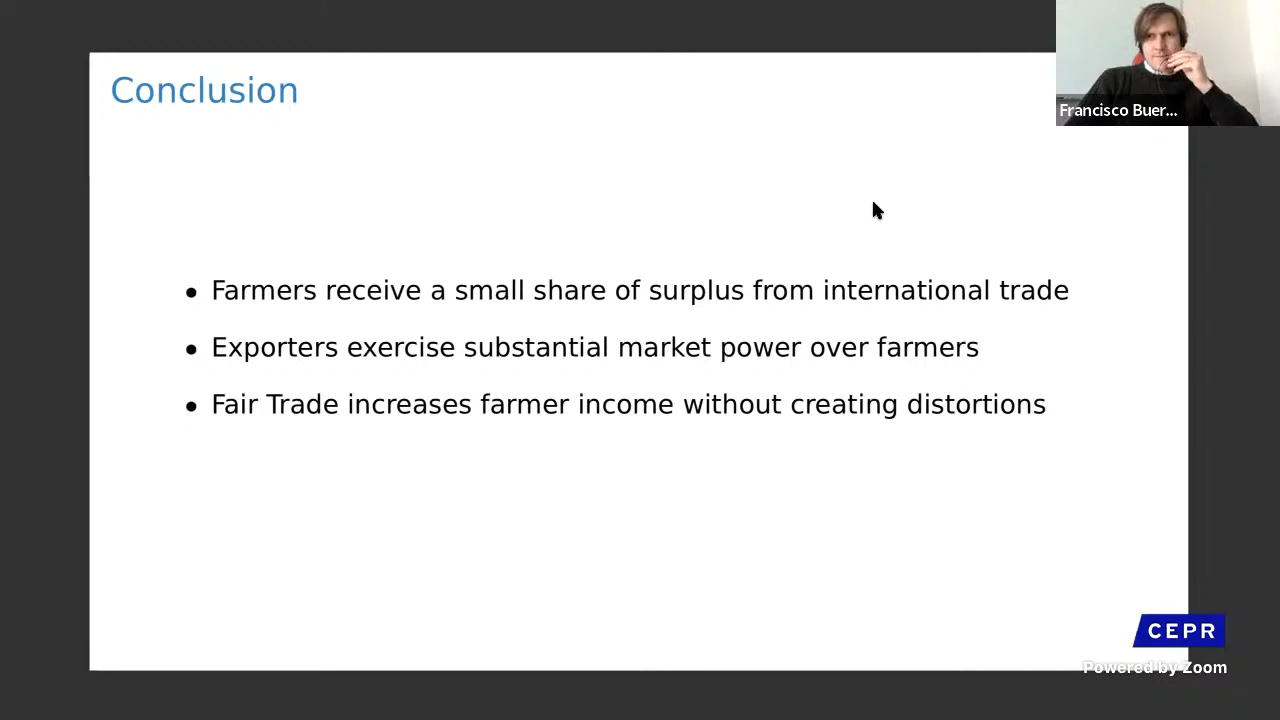 Conclusion
Francisco Buer...
• Farmers receive a small share of surplus from international trade
• Exporters exercise substantial market power over farmers
• Fair Trade increases farmer income without creating distortions
CEPR
Powered by Zoom